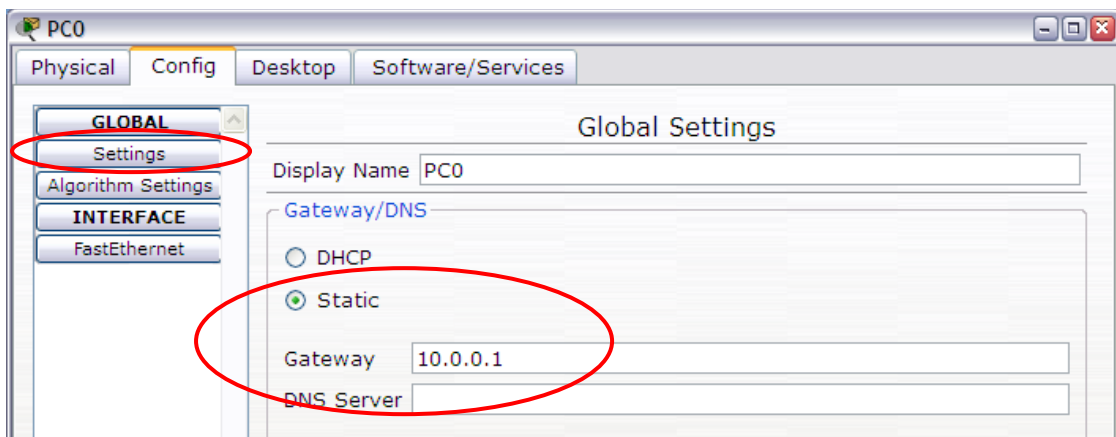 PC0
Physical Config Desktop Software/Services
GLOBAL
Settings
Algorithm Settings
INTERFACE
FastEthernet
Global Settings
Display Name PC0
Gateway/DNS
DHCP
Static
Gateway 10.0.0.1
DNS Server